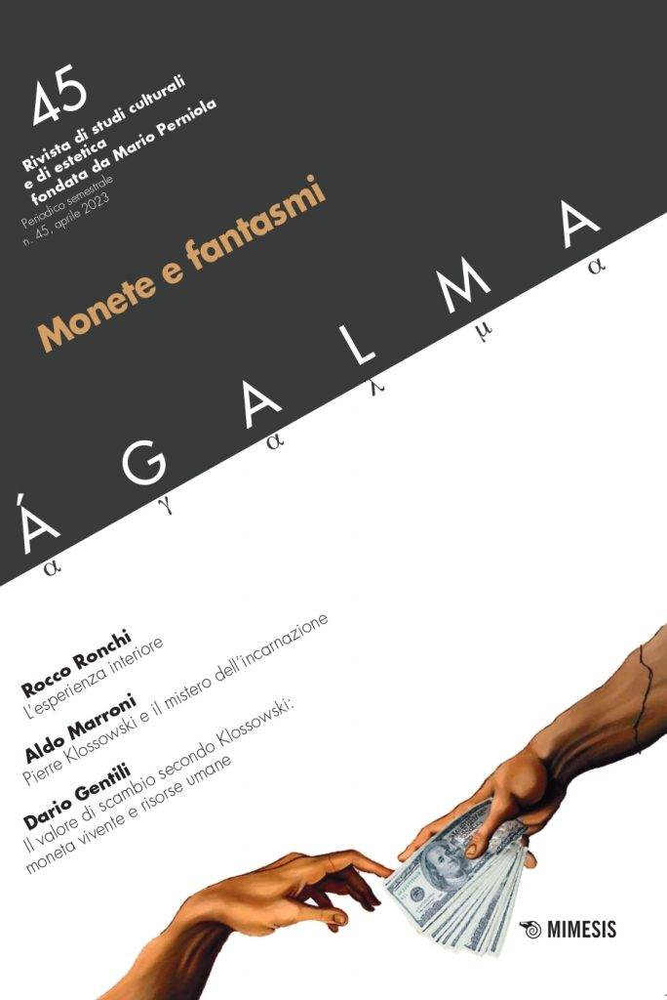 45
Rivista di studi culturali
e di estetica
fondata da Mario Perniola
Periodico semestrale
n. 45, aprile 2023
Monete e fantasmi
ÁGALMA
α γ α λ μ α
Rocco Ronchi
L'esperienza interiore
Aldo Marroni
Pierre Klossowski e il mistero dell'incarnazione
Dario Gentili
Il valore di scambio secondo Klossowski:
moneta vivente e risorse umane
MIMESIS